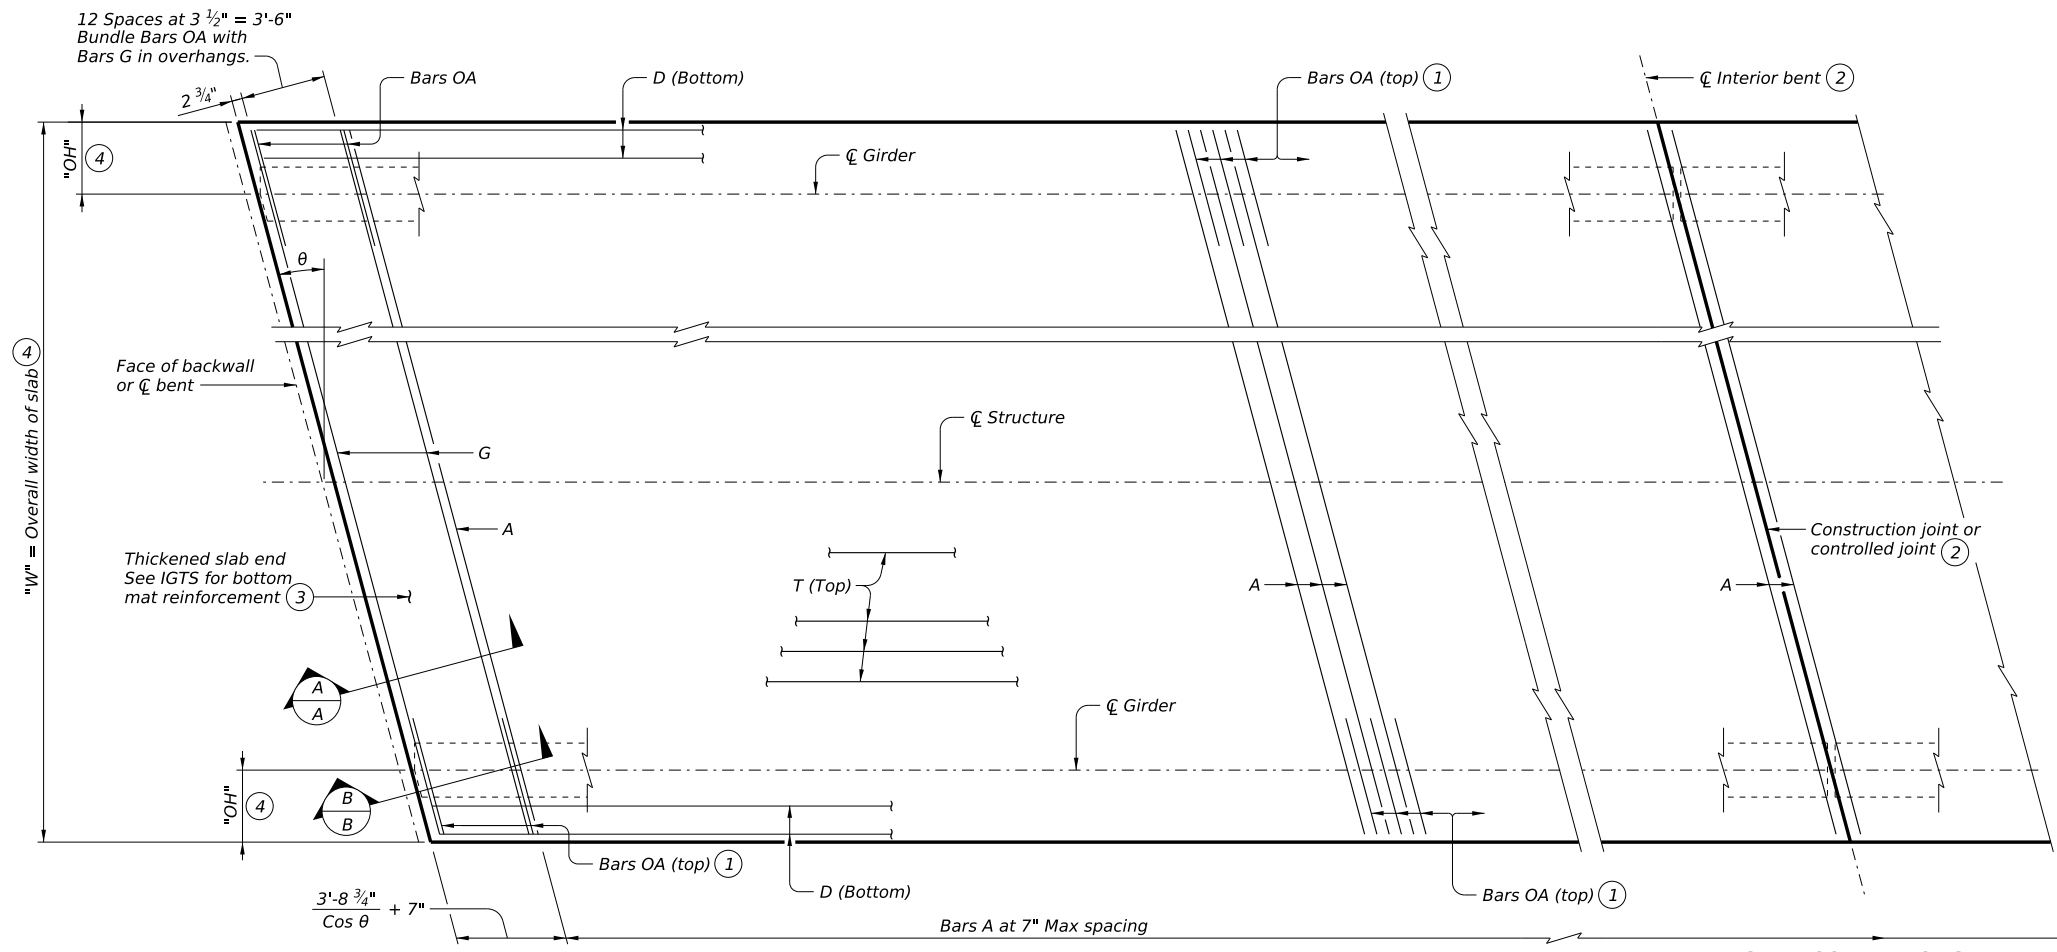 12 Spaces at 3 ½" = 3'-6"
Bundle Bars OA with
Bars G in overhangs.
2 ¾"
Bars OA
D (Bottom)
Bars OA (top) 1
℄ Interior bent 2
"OH" 4
℄ Girder
θ
"W" = Overall width of slab 4
Face of backwall
or ℄ bent
℄ Structure
G
A
Construction joint or
controlled joint 2
Thickened slab end
See IGTS for bottom
mat reinforcement 3
T (Top)
A
A
A
A
℄ Girder
"OH" 4
B
B
Bars OA (top) 1
D (Bottom)
Bars OA (top) 1
3'-8 ¾"
Cos θ
+ 7"
Bars A at 7" Max spacing